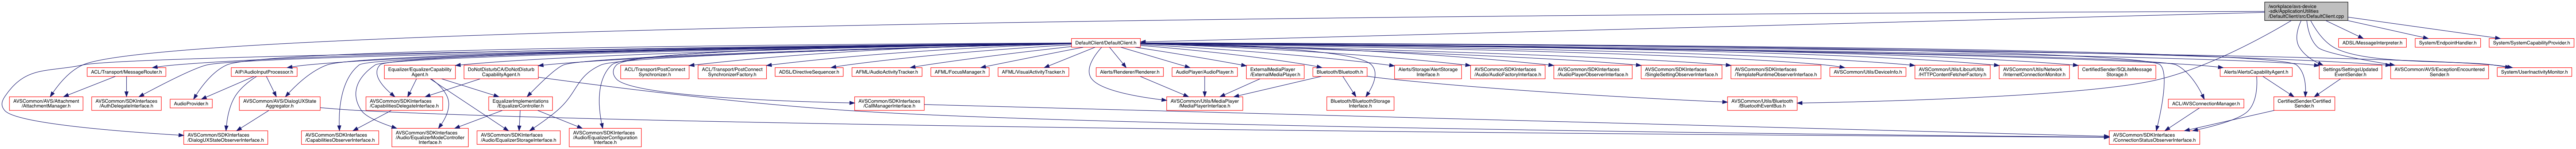 /workplace/avs-device
-sdk/ApplicationUtilities
/DefaultClient/src/DefaultClient.cpp
DefaultClient/DefaultClient.h
ADSL/MessageInterpreter.h
System/EndpointHandler.h
System/SystemCapabilityProvider.h
ACL/Transport/MessageRouter.h
AIP/AudioInputProcessor.h
Equalizer/EqualizerCapability
Agent.h
DoNotDisturbCA/DoNotDisturb
CapabilityAgent.h
ACL/Transport/PostConnect
Synchronizer.h
ACL/Transport/PostConnect
SynchronizerFactory.h
ADSL/DirectiveSequencer.h
AFML/AudioActivityTracker.h
AFML/FocusManager.h
AFML/VisualActivityTracker.h
Alerts/Renderer/Renderer.h
AudioPlayer/AudioPlayer.h
ExternalMediaPlayer
/ExternalMediaPlayer.h
Bluetooth/Bluetooth.h
Alerts/Storage/AlertStorage
Interface.h
AVSCommon/SDKInterfaces
/Audio/AudioFactoryInterface.h
AVSCommon/SDKInterfaces
/AudioPlayerObserverInterface.h
AVSCommon/SDKInterfaces
/SingleSettingObserverInterface.h
AVSCommon/SDKInterfaces
/TemplateRuntimeObserverInterface.h
AVSCommon/Utils/DeviceInfo.h
AVSCommon/Utils/LibcurlUtils
/HTTPContentFetcherFactory.h
AVSCommon/Utils/Network
/InternetConnectionMonitor.h
CertifiedSender/SQLiteMessage
Storage.h
Alerts/AlertsCapabilityAgent.h
Settings/SettingsUpdated
EventSender.h
AVSCommon/AVS/ExceptionEncountered
Sender.h
System/UserInactivityMonitor.h
AVSCommon/AVS/Attachment
/AttachmentManager.h
AVSCommon/SDKInterfaces
/AuthDelegateInterface.h
AudioProvider.h
AVSCommon/AVS/DialogUXState
Aggregator.h
AVSCommon/SDKInterfaces
/CapabilitiesDelegateInterface.h
EqualizerImplementations
/EqualizerController.h
AVSCommon/SDKInterfaces
/CallManagerInterface.h
AVSCommon/Utils/MediaPlayer
/MediaPlayerInterface.h
Bluetooth/BluetoothStorage
Interface.h
AVSCommon/Utils/Bluetooth
/BluetoothEventBus.h
ACL/AVSConnectionManager.h
CertifiedSender/Certified
Sender.h
AVSCommon/SDKInterfaces
/DialogUXStateObserverInterface.h
AVSCommon/SDKInterfaces
/CapabilitiesObserverInterface.h
AVSCommon/SDKInterfaces
/Audio/EqualizerModeController
Interface.h
AVSCommon/SDKInterfaces
/Audio/EqualizerStorageInterface.h
AVSCommon/SDKInterfaces
/Audio/EqualizerConfiguration
Interface.h
AVSCommon/SDKInterfaces
/ConnectionStatusObserverInterface.h